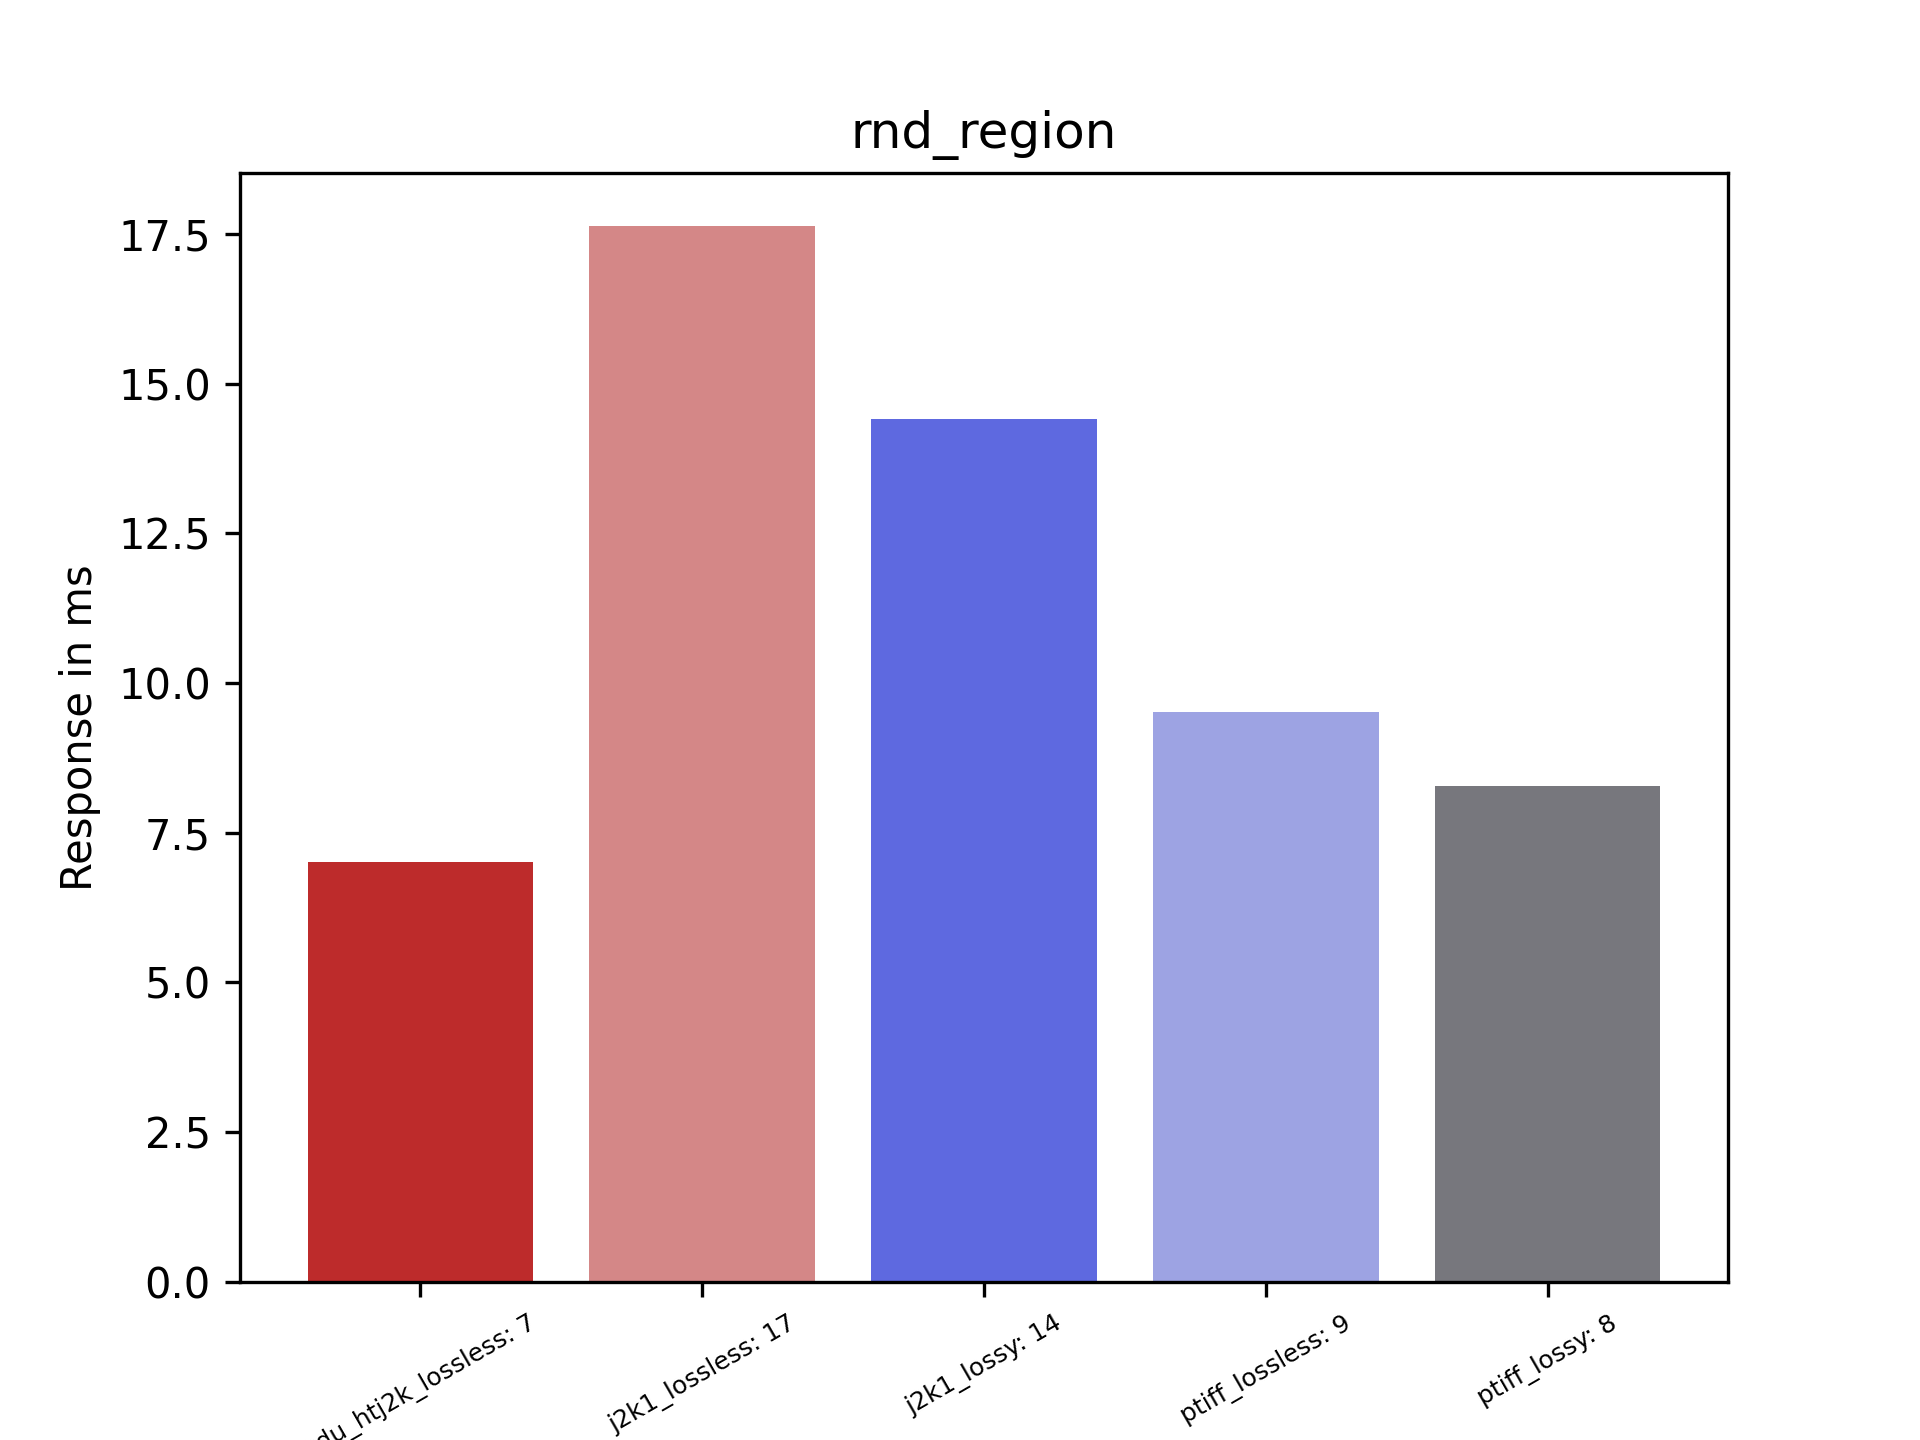 rnd_region
Response in ms
17.5
15.0
12.5
10.0
7.5
5.0
2.5
0.0
du_htj2k_lossless: 7
j2k1_lossless: 17
j2k1_lossy: 14
ptiff_lossless: 9
ptiff_lossy: 8